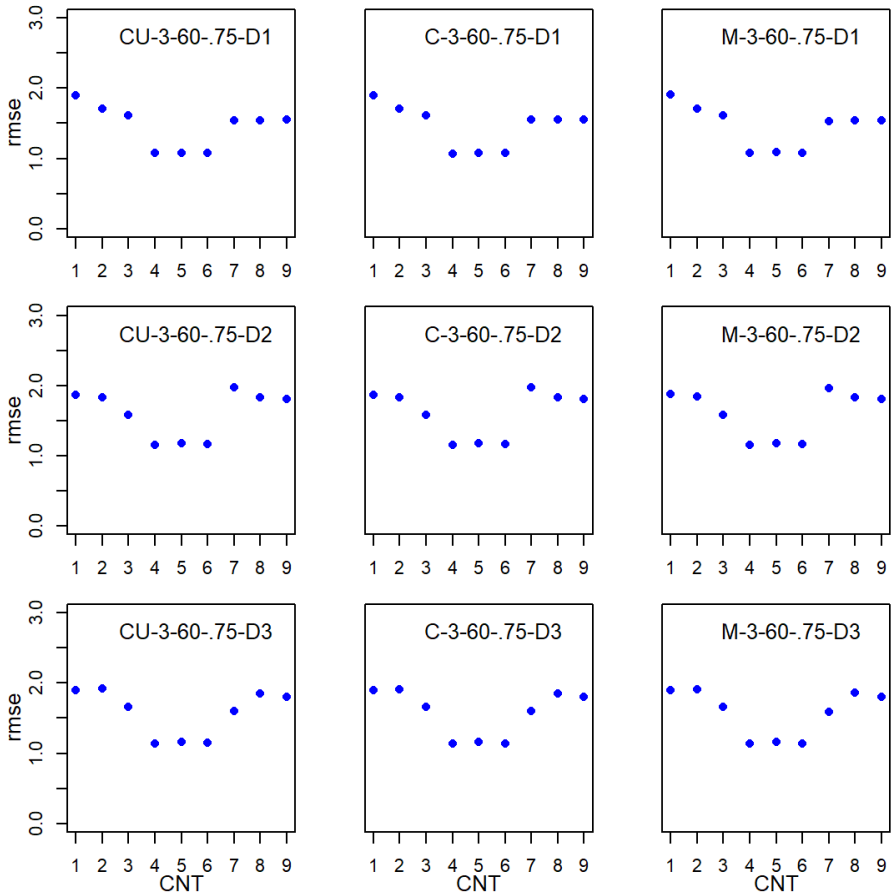 CU-3-60-.75-D1
C-3-60-.75-D1
M-3-60-.75-D1
rmse
0.0 1.0 2.0 3.0
1 2 3 4 5 6 7 8 9
1 2 3 4 5 6 7 8 9
1 2 3 4 5 6 7 8 9
CU-3-60-.75-D2
C-3-60-.75-D2
M-3-60-.75-D2
rmse
0.0 1.0 2.0 3.0
1 2 3 4 5 6 7 8 9
1 2 3 4 5 6 7 8 9
1 2 3 4 5 6 7 8 9
CU-3-60-.75-D3
C-3-60-.75-D3
M-3-60-.75-D3
rmse
0.0 1.0 2.0 3.0
1 2 3 4 5 6 7 8 9
1 2 3 4 5 6 7 8 9
1 2 3 4 5 6 7 8 9
CNT
CNT
CNT